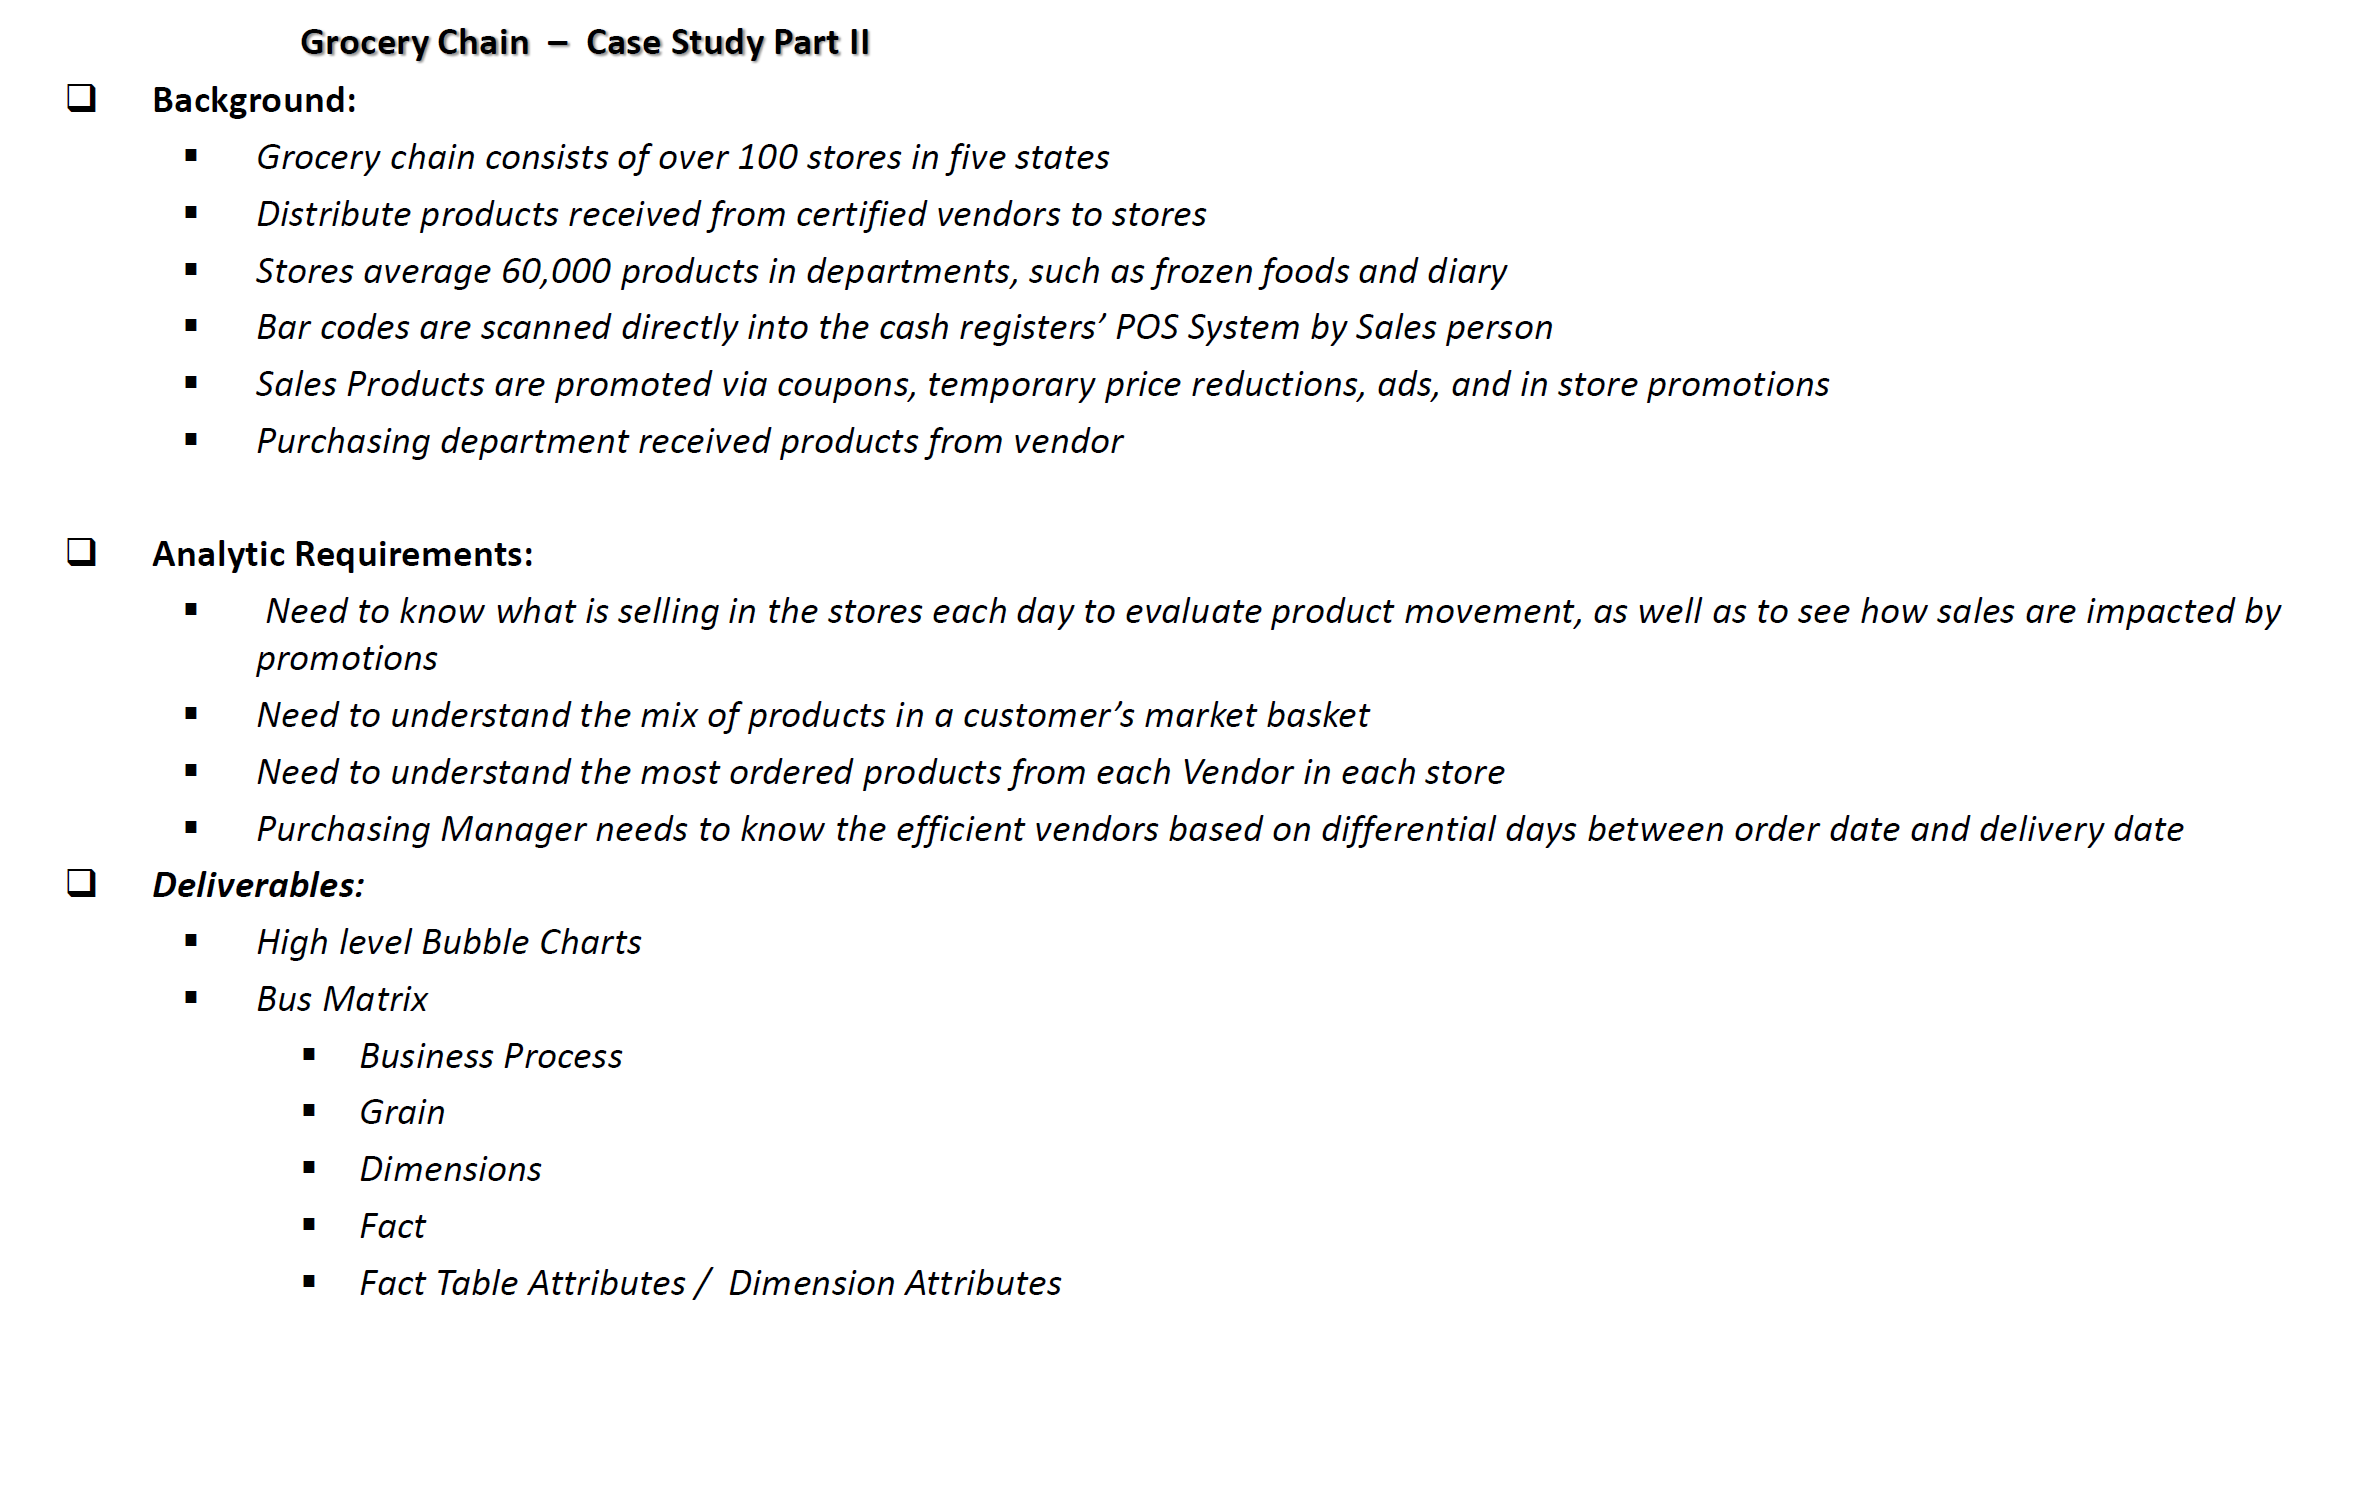 Grocery Chain – Case Study Part II
❑ Background:
▪ Grocery chain consists of over 100 stores in five states
▪ Distribute products received from certified vendors to stores
▪ Stores average 60,000 products in departments, such as frozen foods and diary
▪ Bar codes are scanned directly into the cash registers’ POS System by Sales person
▪ Sales Products are promoted via coupons, temporary price reductions, ads, and in store promotions
▪ Purchasing department received products from vendor
❑ Analytic Requirements:
▪ Need to know what is selling in the stores each day to evaluate product movement, as well as to see how sales are impacted by
promotions
▪ Need to understand the mix of products in a customer’s market basket
▪ Need to understand the most ordered products from each Vendor in each store
▪ Purchasing Manager needs to know the efficient vendors based on differential days between order date and delivery date
❑ Deliverables:
▪ High level Bubble Charts
▪ Bus Matrix
▪ Business Process
▪ Grain
▪ Dimensions
▪ Fact
▪ Fact Table Attributes / Dimension Attributes